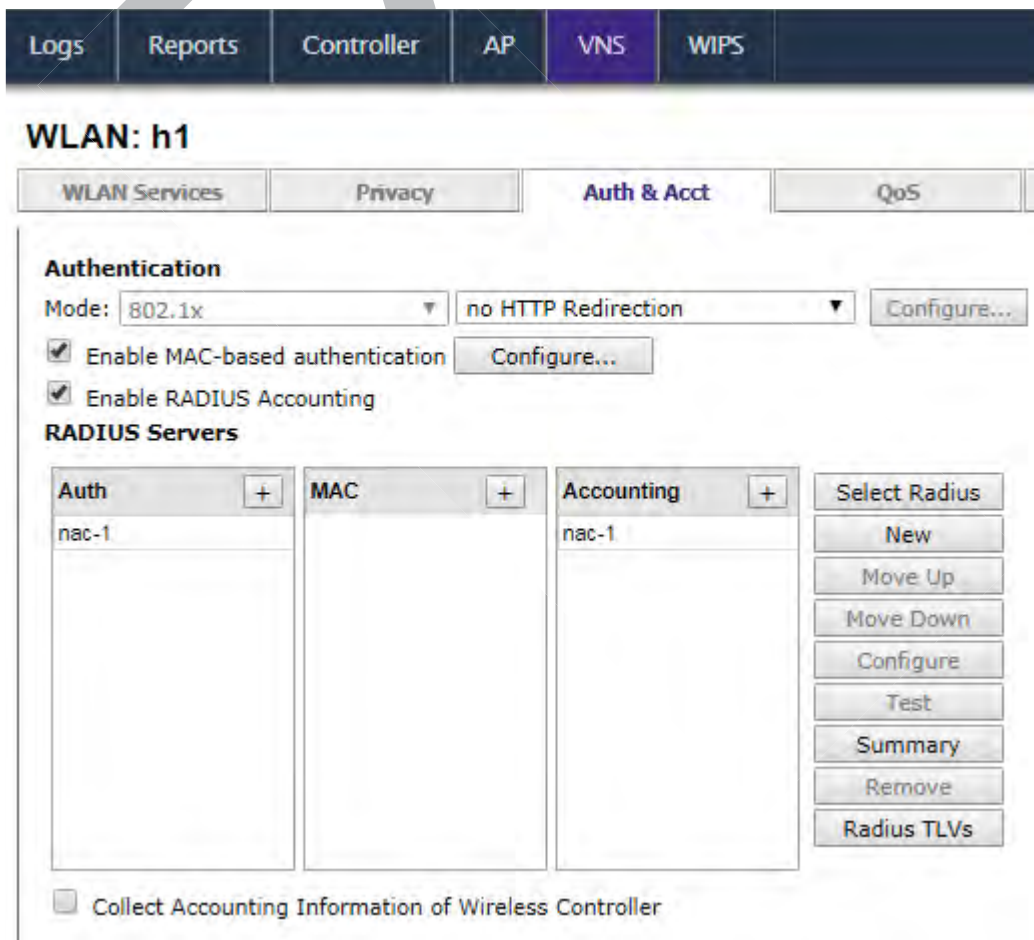 Logs Reports Controller AP VNS WIPS
WLAN: h1
WLAN Services Privacy Auth & Acct QoS
Authentication
Mode: 802.1x no HTTP Redirection Configure...
Enable MAC-based authentication Configure...
Enable RADIUS Accounting
RADIUS Servers
Auth + MAC + Accounting + Select Radius
nac-1 nac-1 New
Move Up
Move Down
Configure
Test
Summary
Remove
Radius TLVs
Collect Accounting Information of Wireless Controller